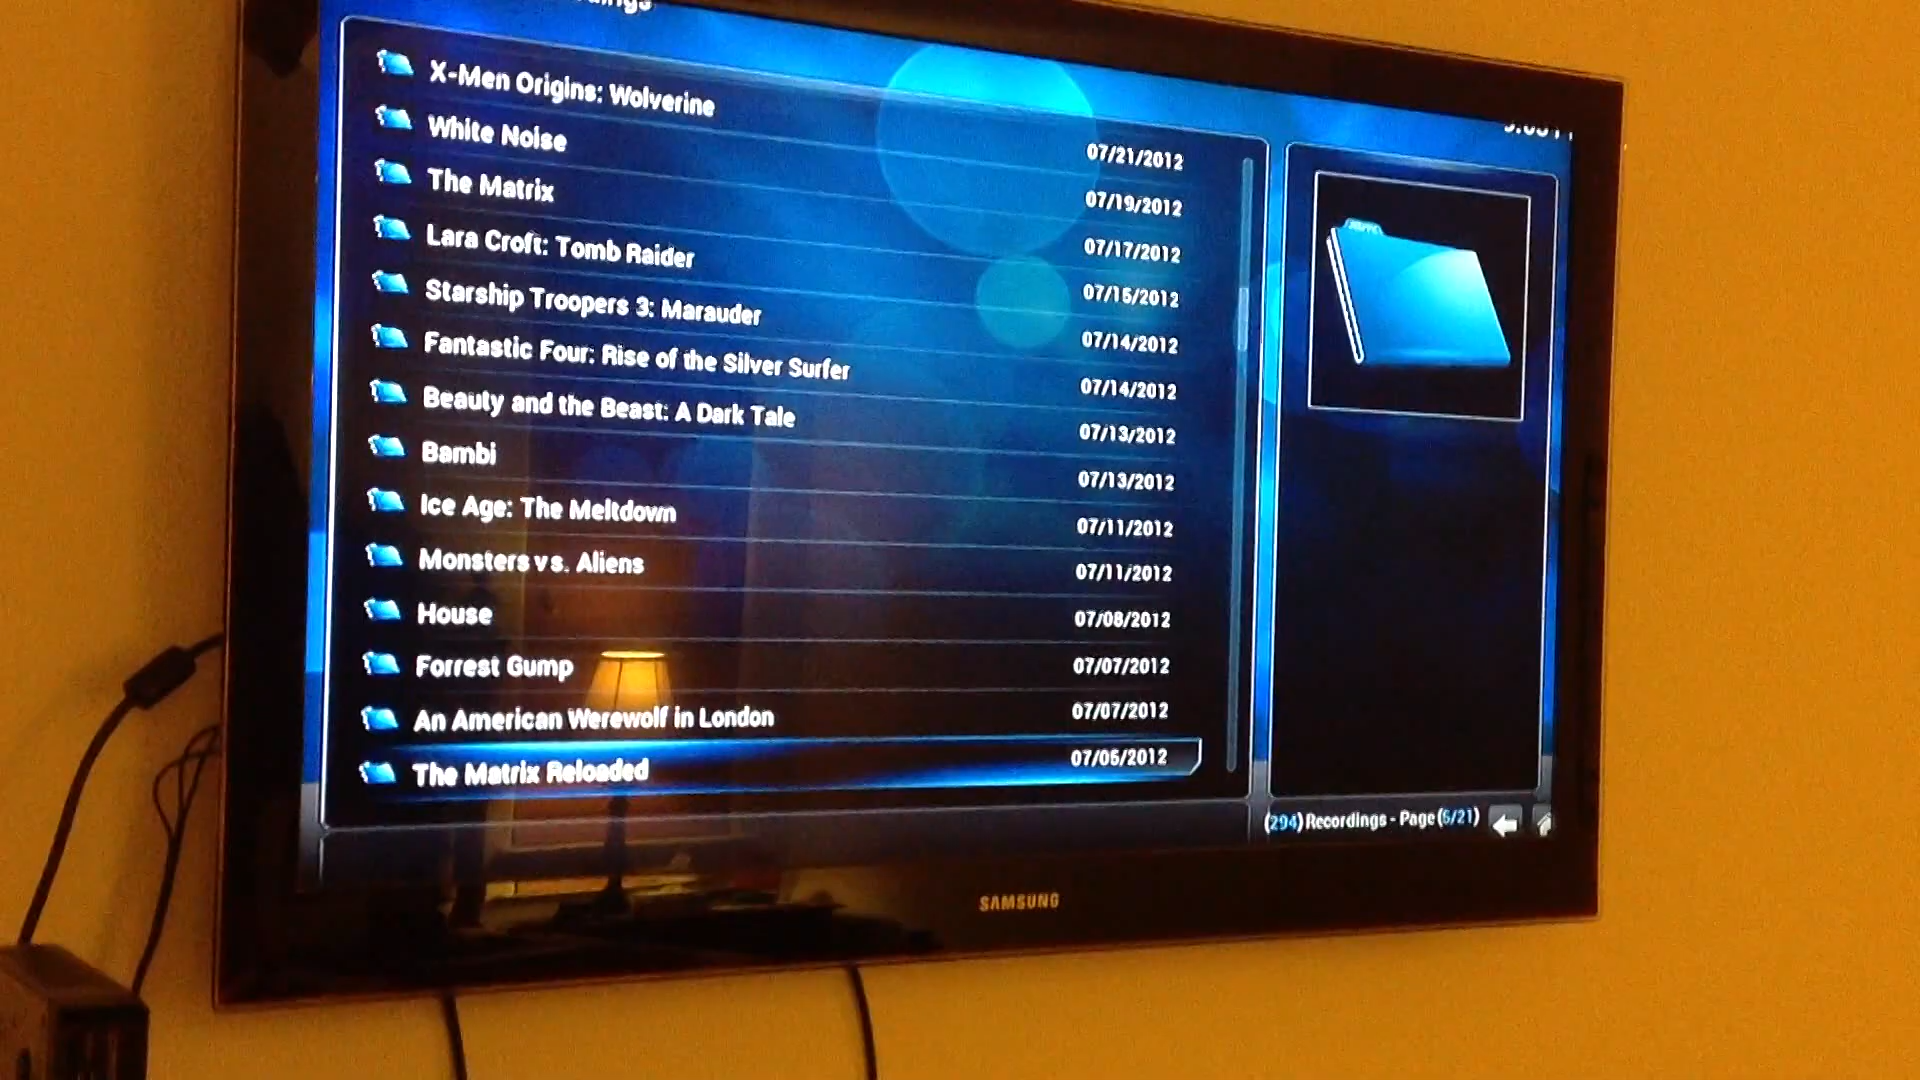 X-Men Origins: Wolverine 07/21/2012
White Noise 07/19/2012
The Matrix 07/17/2012
Lara Croft: Tomb Raider 07/15/2012
Starship Troopers 3: Marauder 07/14/2012
Fantastic Four: Rise of the Silver Surfer 07/14/2012
Beauty and the Beast: A Dark Tale 07/13/2012
Bambi 07/13/2012
Ice Age: The Meltdown 07/11/2012
Monsters vs. Aliens 07/11/2012
House 07/08/2012
Forrest Gump 07/07/2012
An American Werewolf in London 07/07/2012
The Matrix Reloaded 07/05/2012
(294) Recordings - Page (5/21)
SAMSUNG